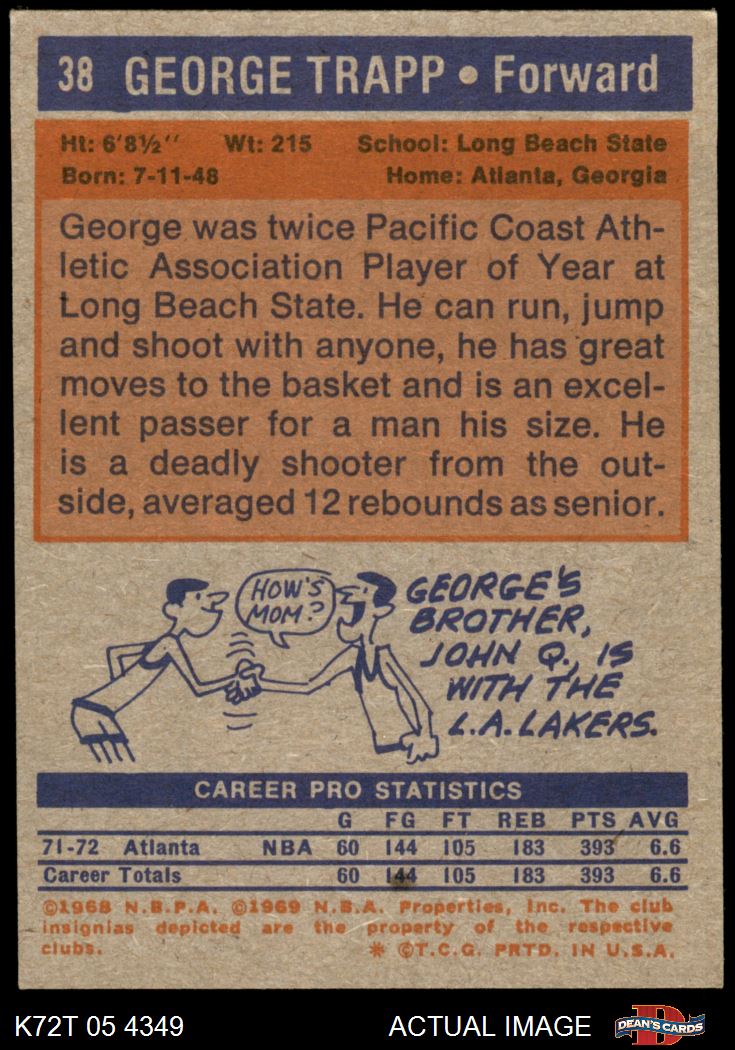 38 GEORGE TRAPP • Forward
Ht: 6'8½'' Wt: 215 School: Long Beach State
Born: 7-11-48 Home: Atlanta, Georgia
George was twice Pacific Coast Ath-
letic Association Player of Year at
Long Beach State. He can run, jump
and shoot with anyone, he has great
moves to the basket and is an excel-
lent passer for a man his size. He
is a deadly shooter from the out-
side, averaged 12 rebounds as senior.
HOW'S
MOM?
GEORGE'S
BROTHER,
JOHN Q., IS
WITH THE
L.A. LAKERS.
CAREER PRO STATISTICS
G FG FT REB PTS AVG
71-72 Atlanta NBA 60 144 105 183 393 6.6
Career Totals 60 144 105 183 393 6.6
©1968 N.B.P.A. ©1969 N.B.A. Properties, Inc. The club
insignias depicted are the property of the respective
clubs. * ©T.C.G. PRTD. IN U.S.A.
K72T 05 4349 ACTUAL IMAGE
D
DEAN'S CARDS